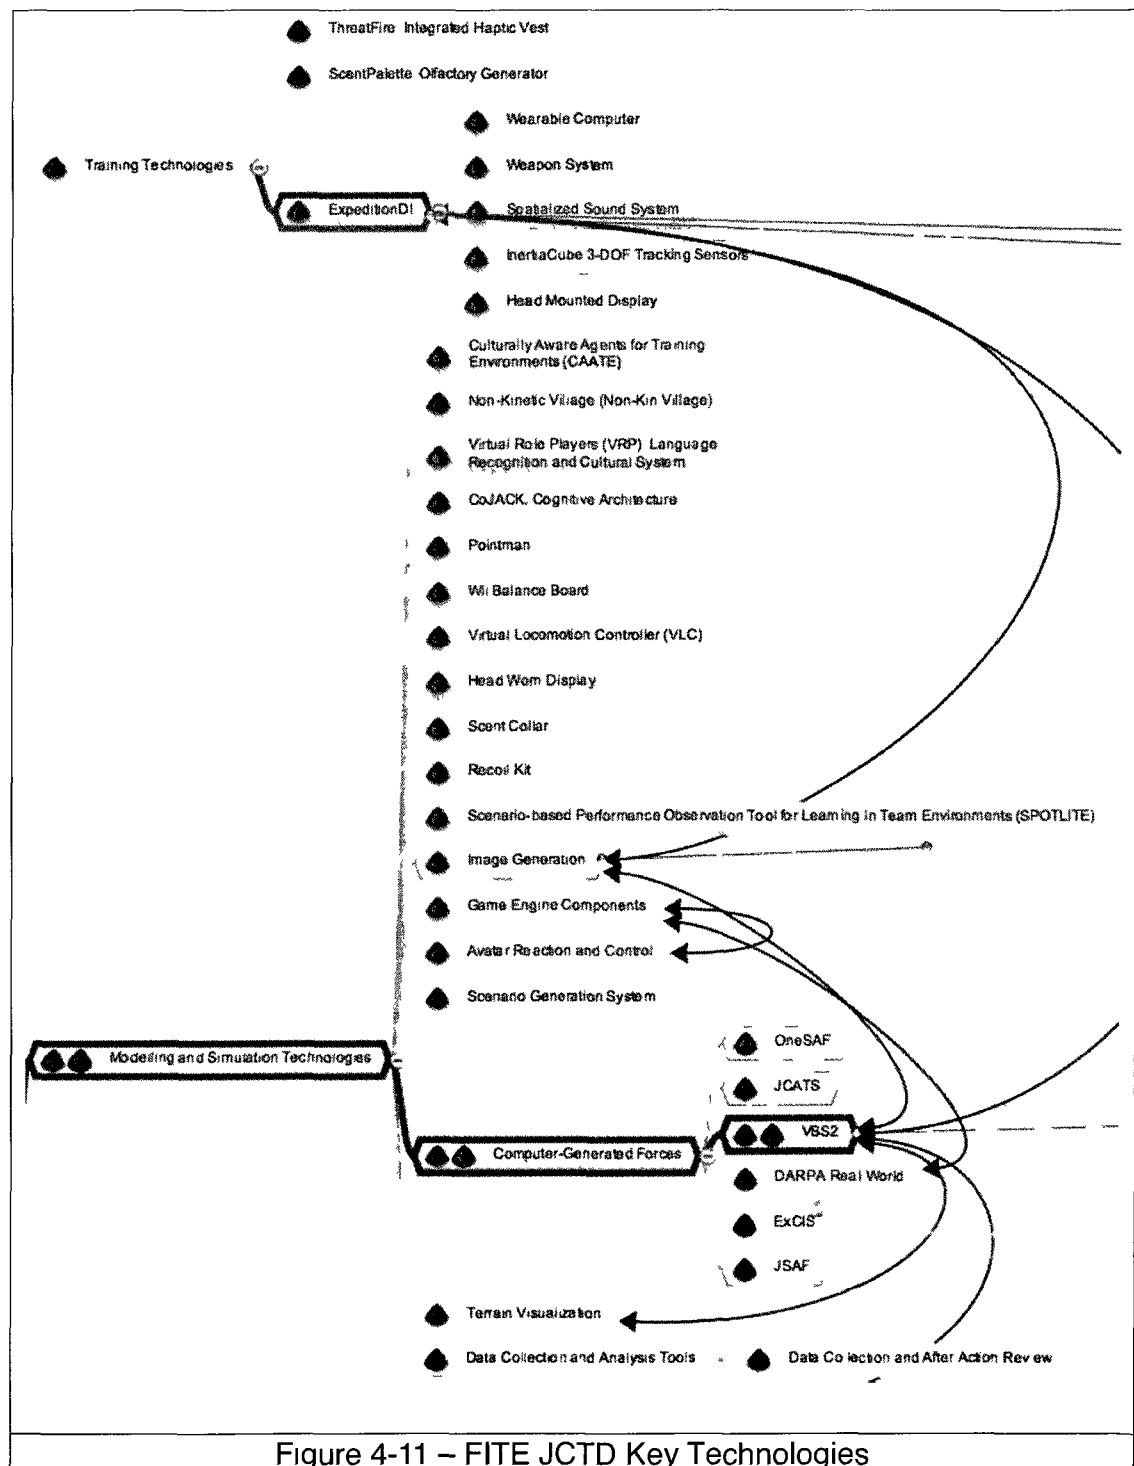 ThreatFire Integrated Haptic Vest
ScentPalette Olfactory Generator
Wearable Computer
Training Technologies
Weapon System
ExpeditionDI
Spatialized Sound System
InertiaCube 3-DOF Tracking Sensors
Head Mounted Display
Culturally Aware Agents for Training
Environments (CAATE)
Non-Kinetic Village (Non-Kin Village)
Virtual Role Players (VRP) Language
Recognition and Cultural System
CoJACK. Cognitive Architecture
Pointman
Wii Balance Board
Virtual Locomotion Controller (VLC)
Head Worn Display
Scent Collar
Recoil Kit
Scenario-based Performance Observation Tool for Learning in Team Environments (SPOTLITE)
Image Generation
Game Engine Components
Avatar Reaction and Control
Scenario Generation System
OneSAF
Modelling and Simulation Technologies
JCATS
VBS2
Computer-Generated Forces
DARPA Real World
ExCIS
JSAF
Terrain Visualization
Data Collection and Analysis Tools
Data Collection and After Action Review
Figure 4-11 – FITE JCTD Key Technologies